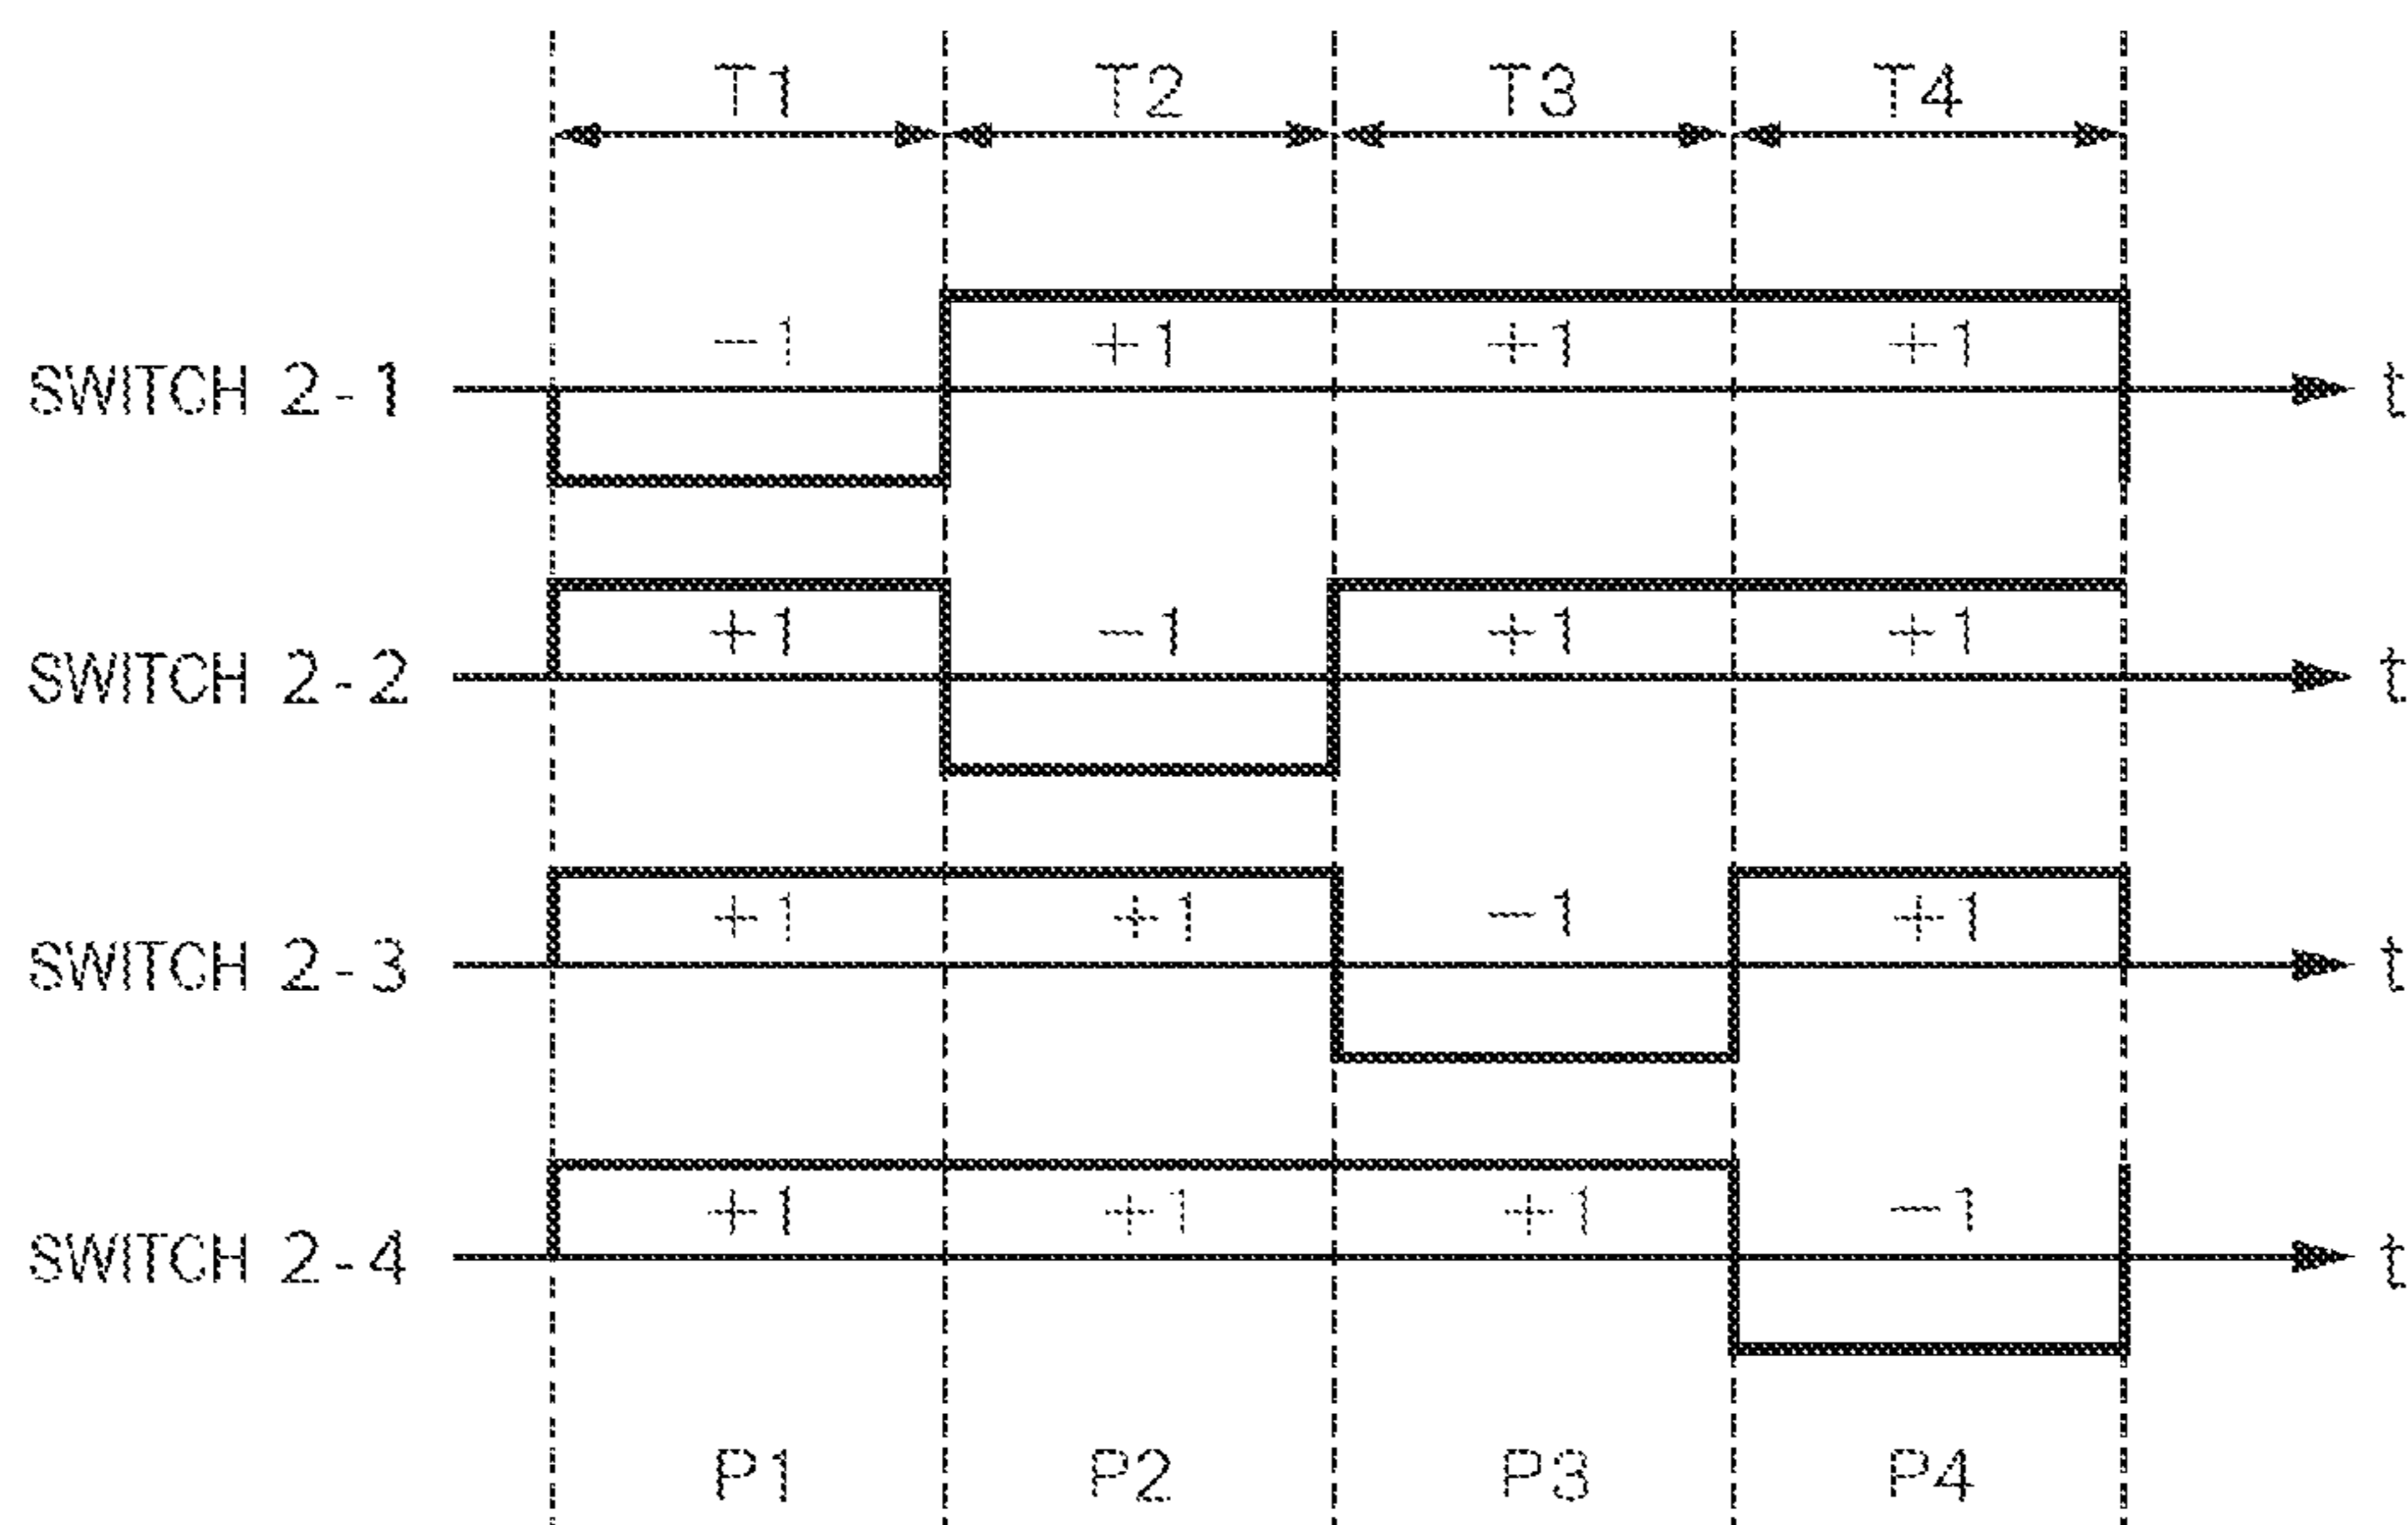 T1 T2 T3 T4
SWITCH 2-1 −1 +1 +1 +1 t
SWITCH 2-2 +1 −1 +1 +1 t
SWITCH 2-3 +1 +1 −1 +1 t
SWITCH 2-4 +1 +1 +1 −1 t
P1 P2 P3 P4